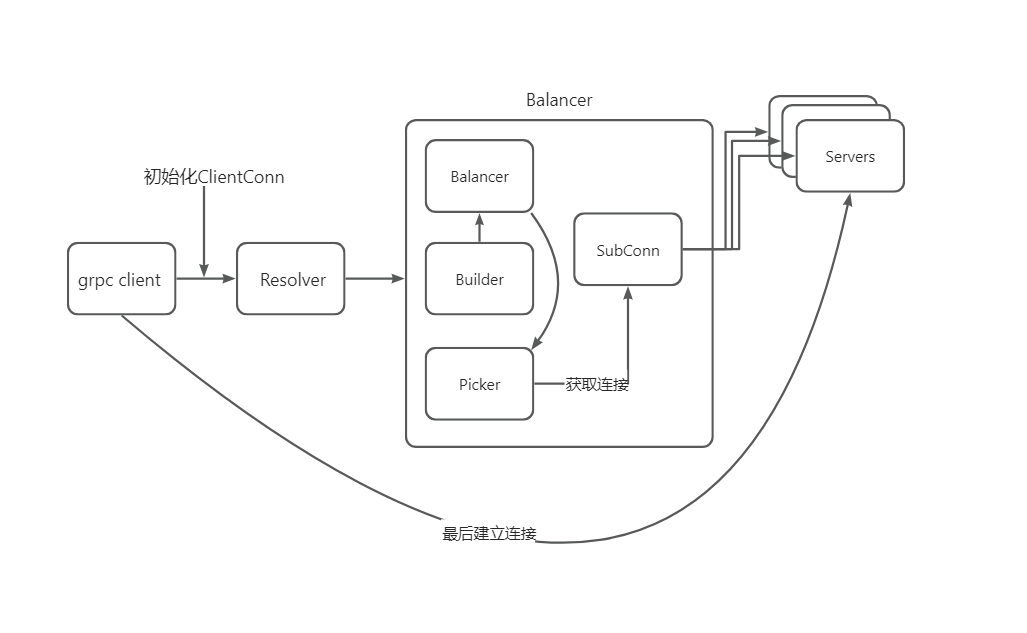 Balancer
Balancer
Servers
初始化ClientConn
SubConn
grpc client
Resolver
Builder
Picker
获取连接
最后建立连接